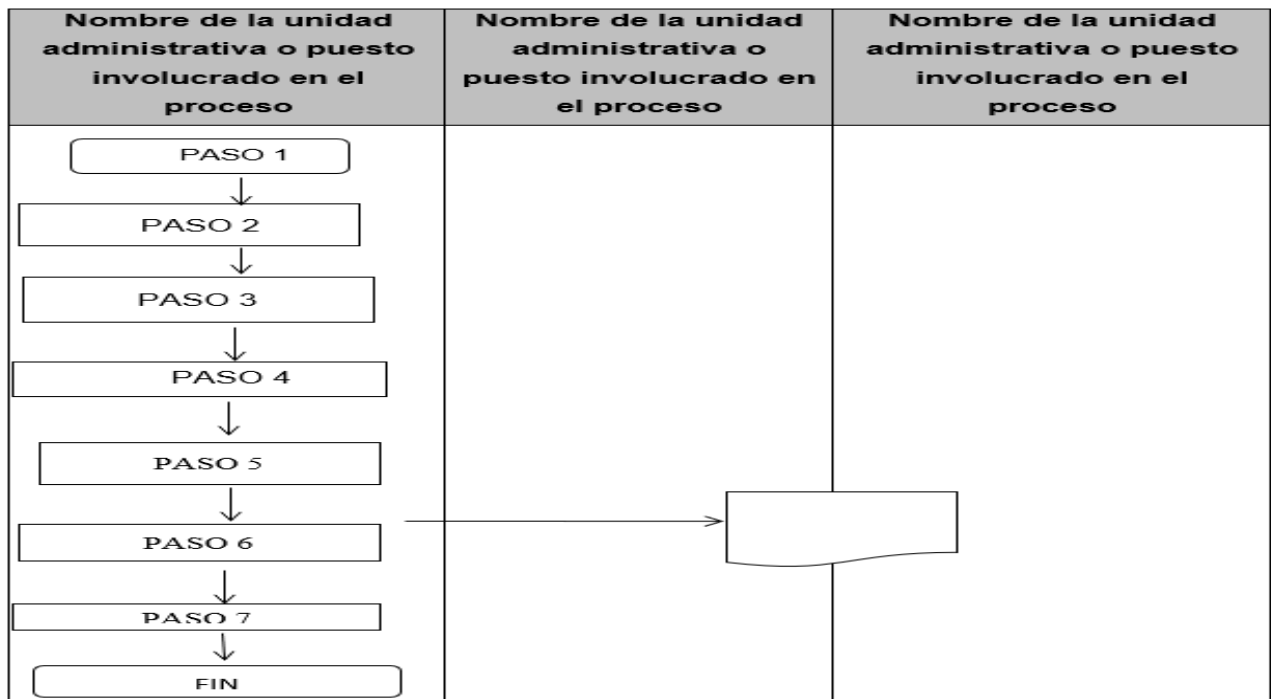 Nombre de la unidad
administrativa o puesto
involucrado en el
proceso
Nombre de la unidad
administrativa o
puesto involucrado en
el proceso
Nombre de la unidad
administrativa o puesto
involucrado en el
proceso
PASO 1
PASO 2
PASO 3
PASO 4
PASO 5
PASO 6
PASO 7
FIN